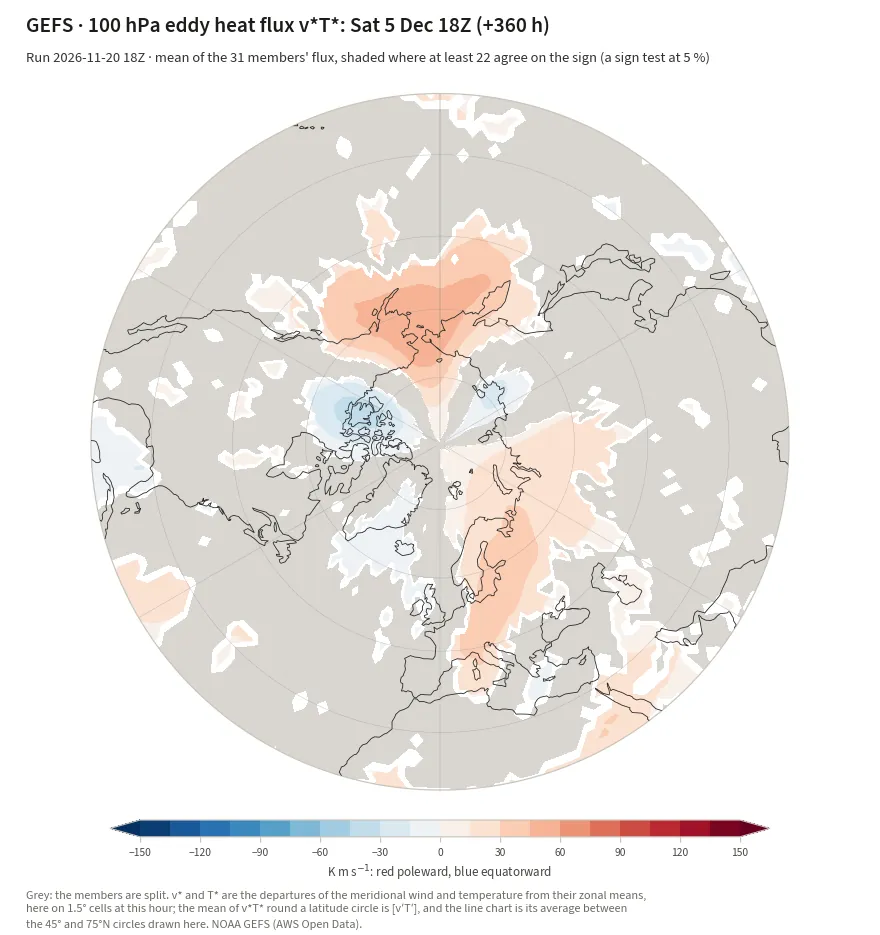 GEFS · 100 hPa eddy heat flux v*T*: Sat 5 Dec 18Z (+360 h)
Run 2026-11-20 18Z · mean of the 31 members' flux, shaded where at least 22 agree on the sign (a sign test at 5 %)
−150 −120 −90 −60 −30 0 30 60 90 120 150
K m s⁻¹: red poleward, blue equatorward
Grey: the members are split. v* and T* are the departures of the meridional wind and temperature from their zonal means,
here on 1.5° cells at this hour; the mean of v*T* round a latitude circle is [v'T'], and the line chart is its average between
the 45° and 75°N circles drawn here. NOAA GEFS (AWS Open Data).